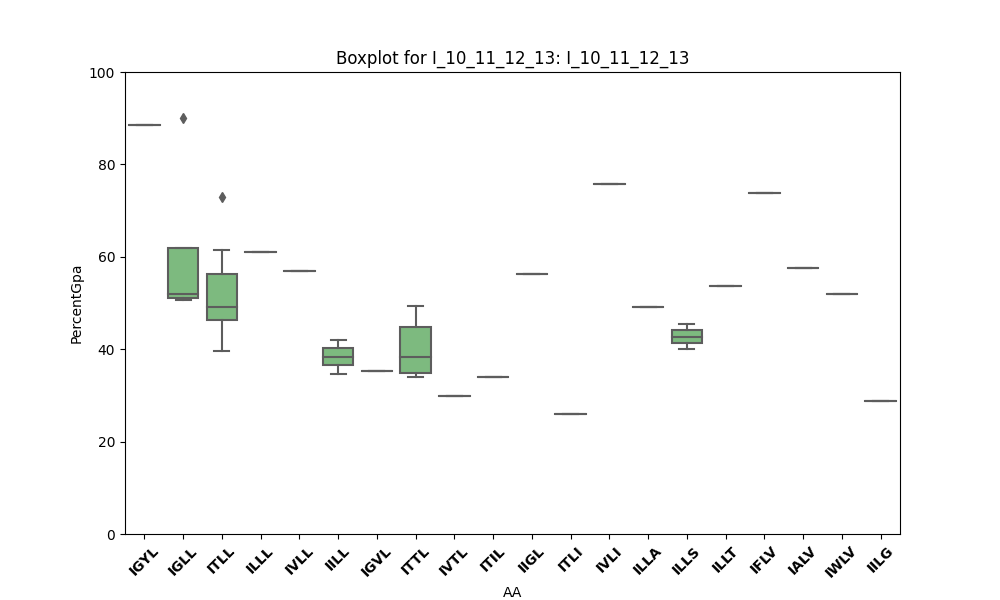 Boxplot for I_10_11_12_13: I_10_11_12_13
100
80
60
40
20
0
PercentGpa
IGYL
IGLL
ITLL
ILLL
IVLL
IILL
IGVL
ITTL
IVTL
ITIL
IIGL
ITLI
IVLI
ILLA
ILLS
ILLT
IFLV
IALV
IWLV
IILG
AA